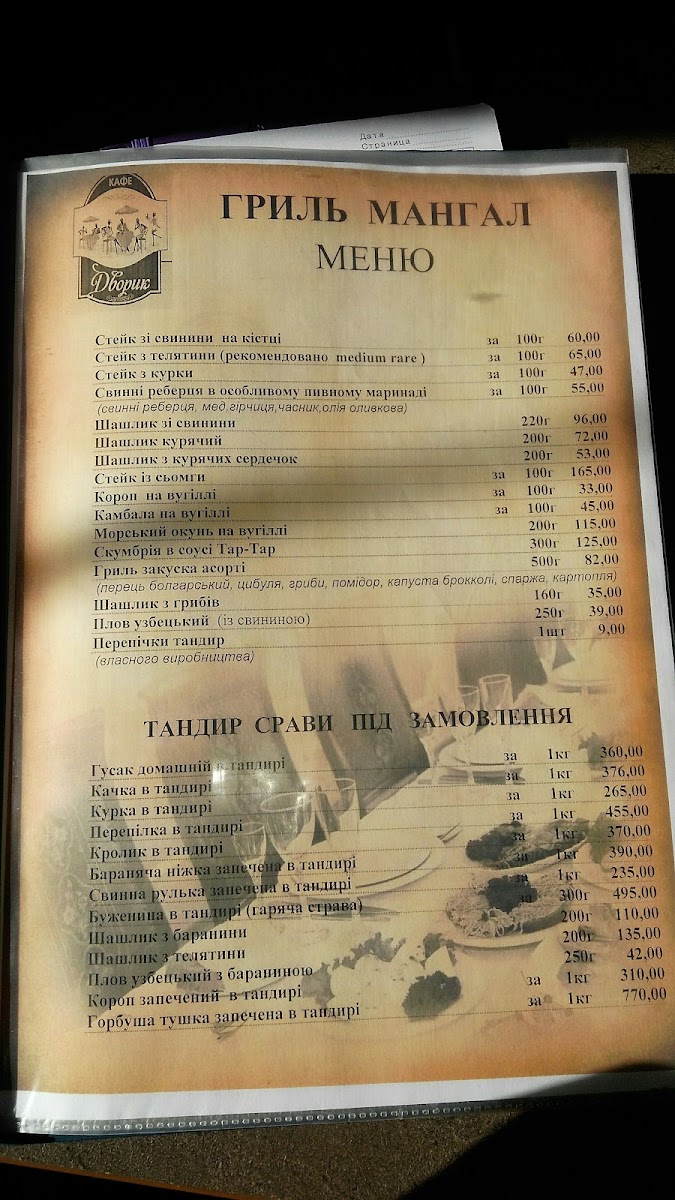 Дата
Страница
КАФЕ
Дворик
ГРИЛЬ МАНГАЛ
МЕНЮ
Стейк зі свинини на кістці за 100г 60,00
Стейк з телятини (рекомендовано medium rare ) за 100г 65,00
Стейк з курки за 100г 47,00
Свинні реберця в особливому пивному маринаді за 100г 55,00
(свинні реберця, мед,гірчиця,часник,олія оливкова)
Шашлик зі свинини 220г 96,00
Шашлик курячий 200г 72,00
Шашлик з курячих сердечок 200г 53,00
Стейк із сьомги за 100г 165,00
Короп на вугіллі за 100г 33,00
Камбала на вугіллі за 100г 45,00
Морський окунь на вугіллі 200г 115,00
Скумбрія в соусі Тар-Тар 300г 125,00
Гриль закуска асорті 500г 82,00
(перець болгарський, цибуля, гриби, помідор, капуста брокколі, спаржа, картопля)
Шашлик з грибів 160г 35,00
Плов узбецький (із свининою) 250г 39,00
Перепічки тандир 1шт 9,00
(власного виробництва)
ТАНДИР СРАВИ ПІД ЗАМОВЛЕННЯ
Гусак домашній в тандирі за 1кг 360,00
Качка в тандирі за 1кг 376,00
Курка в тандирі за 1кг 265,00
Перепілка в тандирі за 1кг 455,00
Кролик в тандирі за 1кг 370,00
Бараняча ніжка запечена в тандирі за 1кг 390,00
Свинна рулька запечена в тандирі за 1кг 235,00
Буженина в тандирі (гаряча страва) за 300г 495,00
Шашлик з баранини 200г 110,00
Шашлик з телятини 200г 135,00
Плов узбецький з бараниною 250г 42,00
Короп запечений в тандирі за 1кг 310,00
Горбуша тушка запечена в тандирі за 1кг 770,00